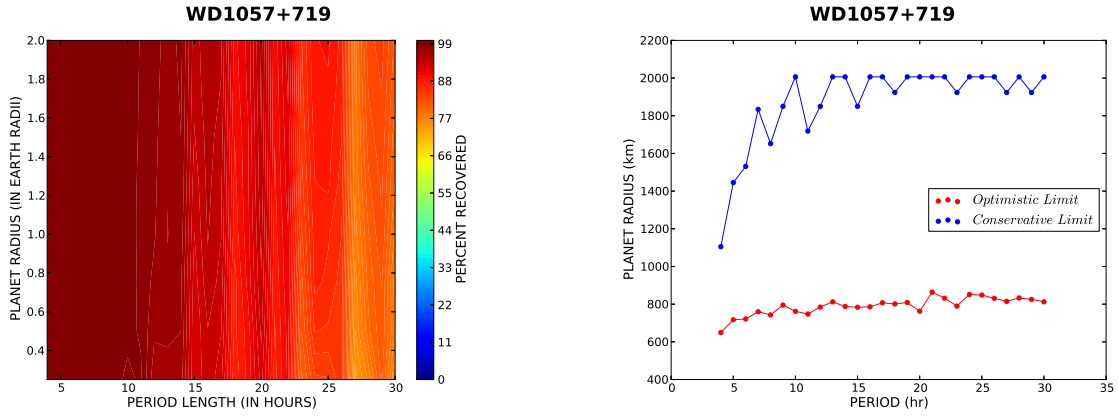 WD1057+719
PLANET RADIUS (IN EARTH RADII)
2.0
1.8
1.6
1.4
1.2
1.0
0.8
0.6
0.4
5 10 15 20 25 30
PERIOD LENGTH (IN HOURS)
99
88
77
66
55
44
33
22
11
0
PERCENT RECOVERED
WD1057+719
PLANET RADIUS (km)
2200
2000
1800
1600
1400
1200
1000
800
600
400
0 5 10 15 20 25 30 35
PERIOD (hr)
Optimistic Limit
Conservative Limit